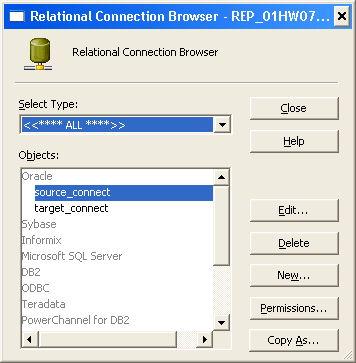 Relational Connection Browser - REP_01HW07...
Relational Connection Browser
Select Type:
<<**** ALL ****>>
Close
Help
Objects:
Oracle
source_connect
target_connect
Sybase
Informix
Microsoft SQL Server
DB2
ODBC
Teradata
PowerChannel for DB2
Edit...
Delete
New...
Permissions...
Copy As...